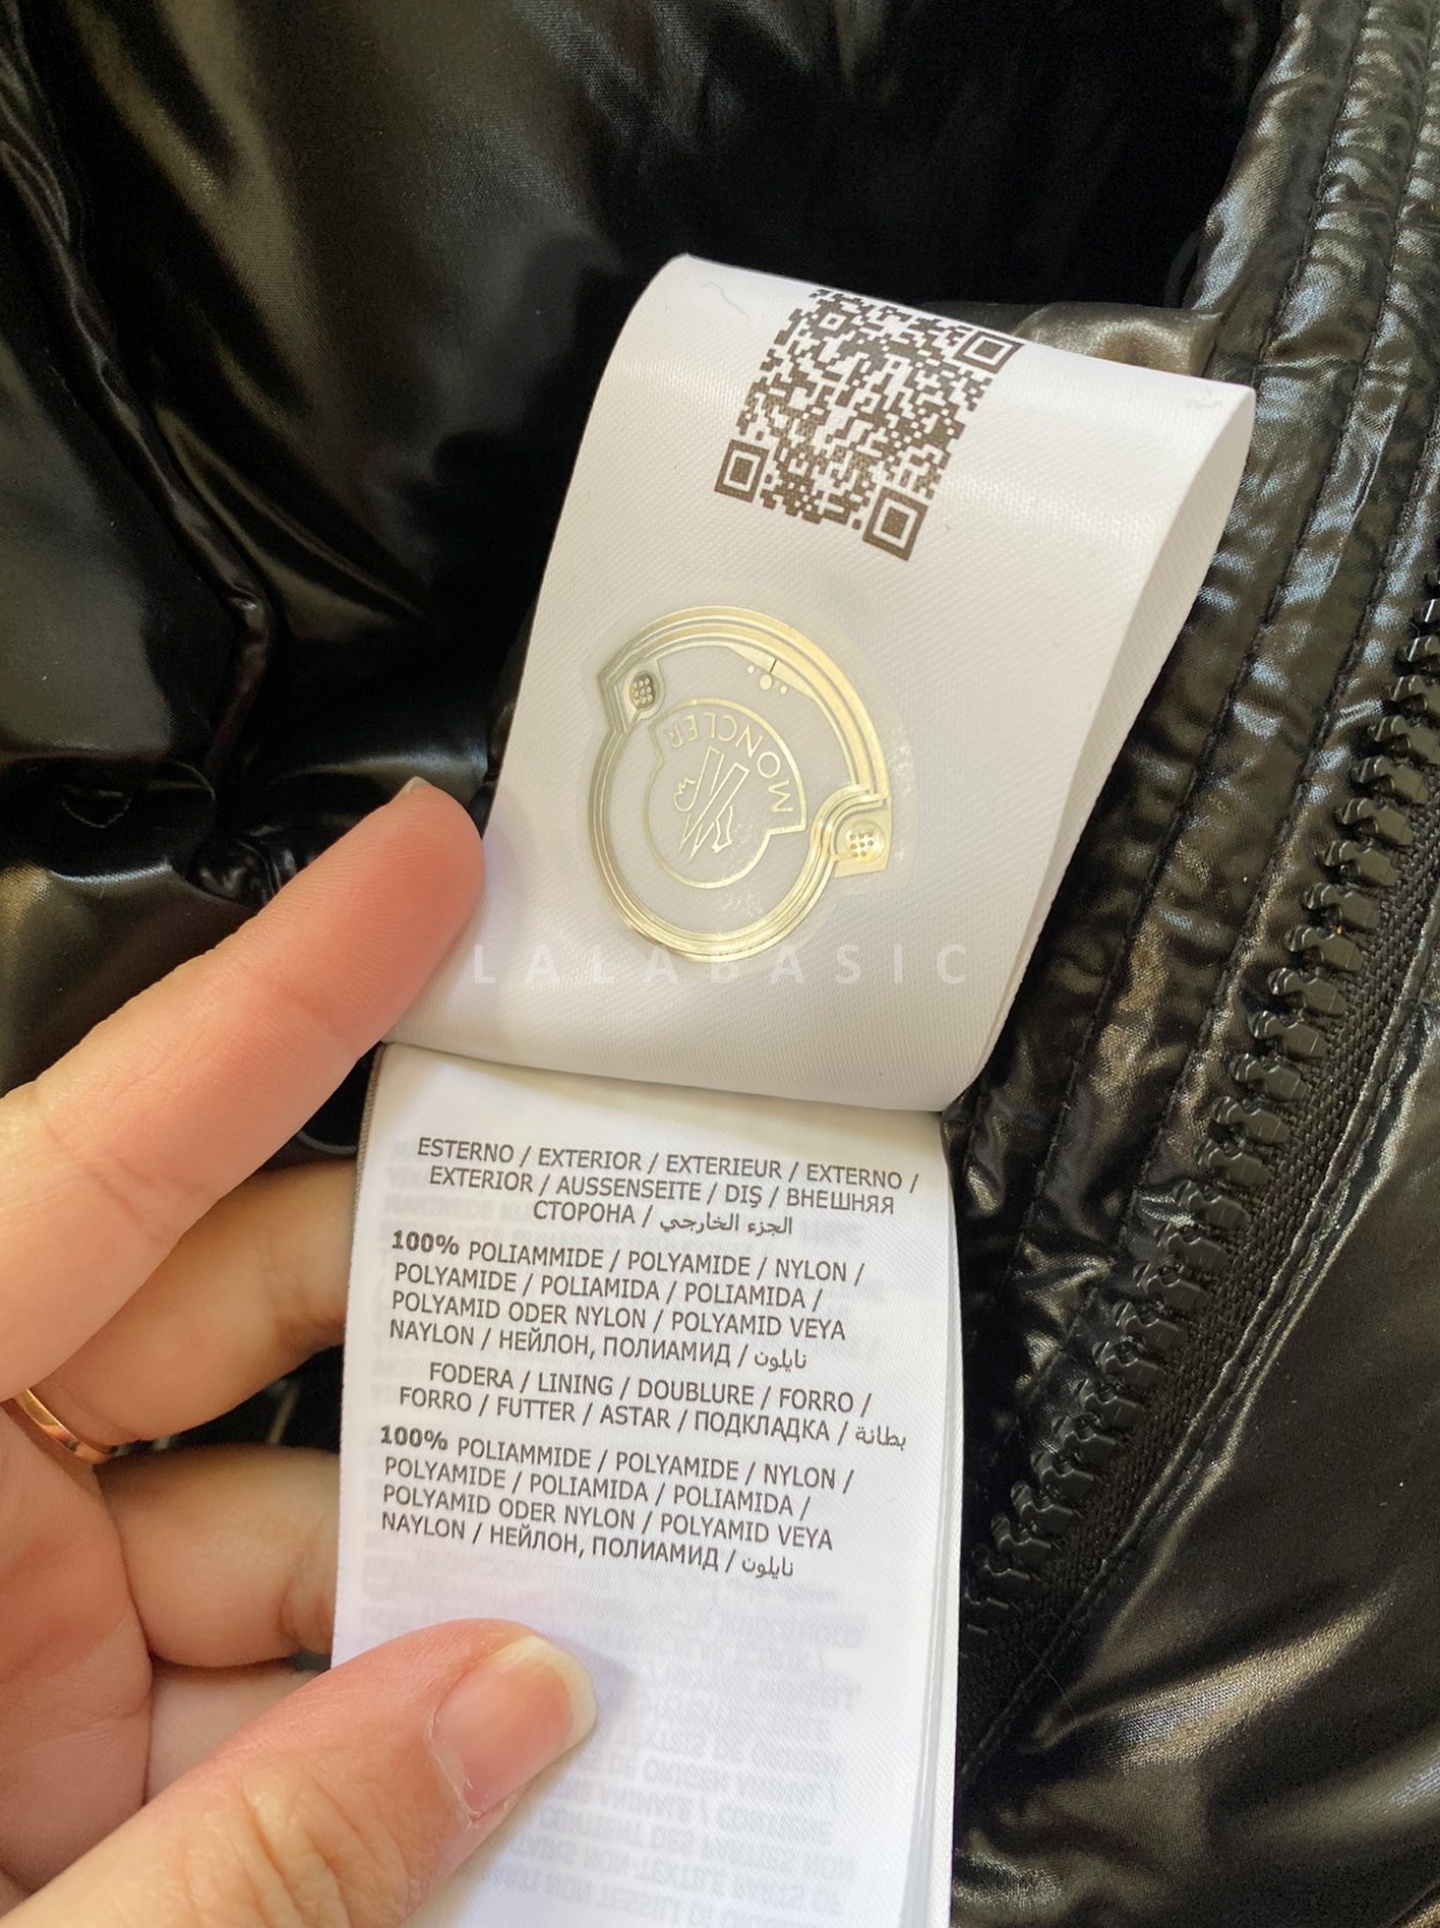 MONCLER
LALABASIC
ESTERNO / EXTERIOR / EXTERIEUR / EXTERNO /
EXTERIOR / AUSSENSEITE / DIŞ / ВНЕШНЯЯ
СТОРОНА / الجزء الخارجي
100% POLIAMMIDE / POLYAMIDE / NYLON /
POLYAMIDE / POLIAMIDA / POLIAMIDA /
POLYAMID ODER NYLON / POLYAMID VEYA
NAYLON / НЕЙЛОН, ПОЛИАМИД / نايلون
FODERA / LINING / DOUBLURE / FORRO /
FORRO / FUTTER / ASTAR / ПОДКЛАДКА / بطانة
100% POLIAMMIDE / POLYAMIDE / NYLON /
POLYAMIDE / POLIAMIDA / POLIAMIDA /
POLYAMID ODER NYLON / POLYAMID VEYA
NAYLON / НЕЙЛОН, ПОЛИАМИД / نايلون